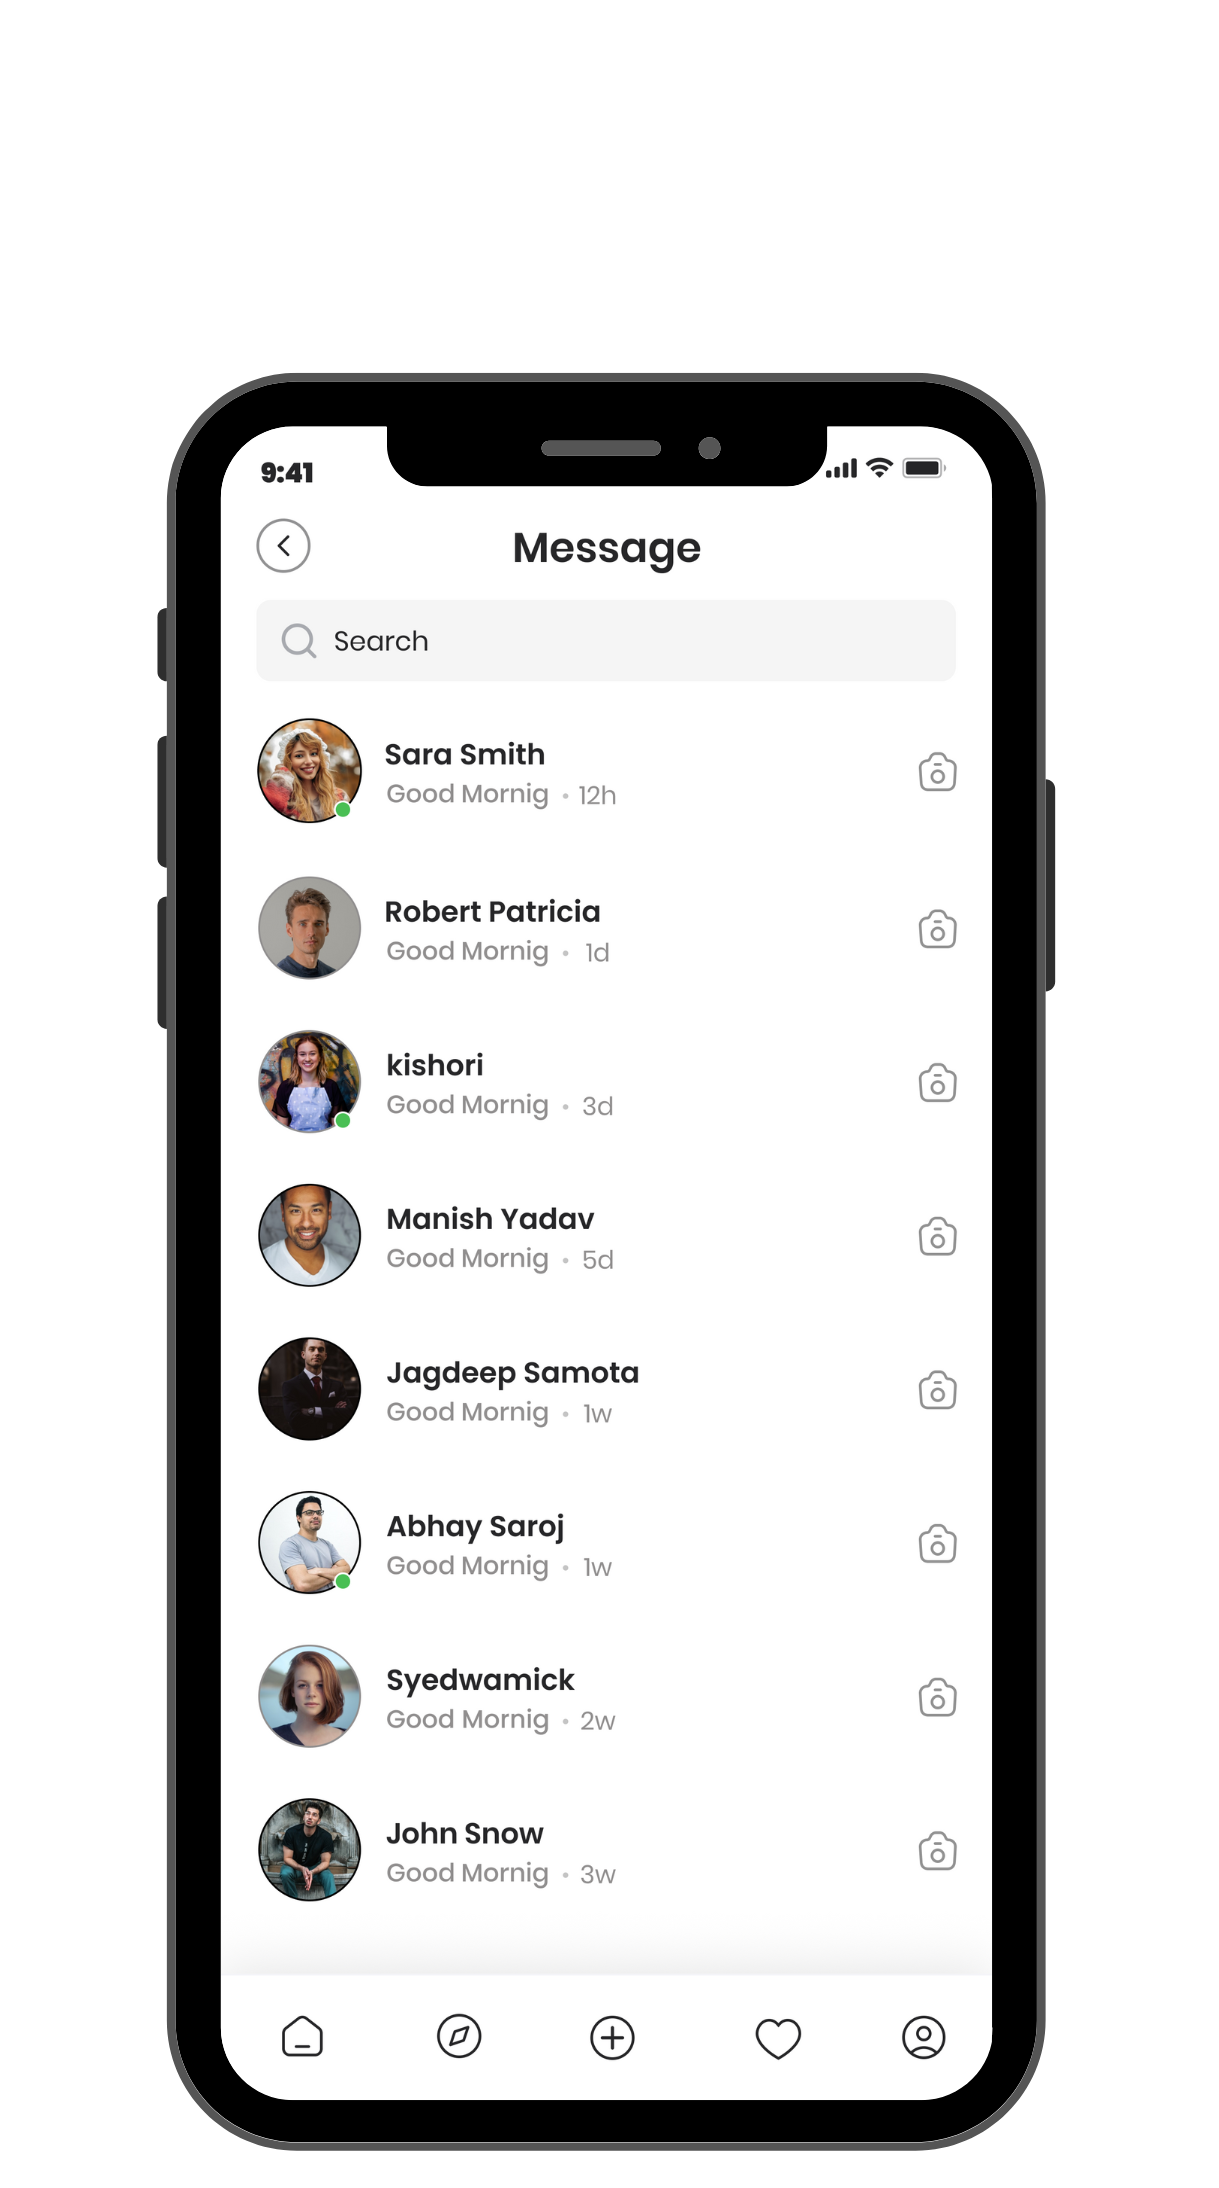 9:41
Message
Search
Sara Smith
Good Mornig • 12h
Robert Patricia
Good Mornig • 1d
kishori
Good Mornig • 3d
Manish Yadav
Good Mornig • 5d
Jagdeep Samota
Good Mornig • 1w
Abhay Saroj
Good Mornig • 1w
Syedwamick
Good Mornig • 2w
John Snow
Good Mornig • 3w